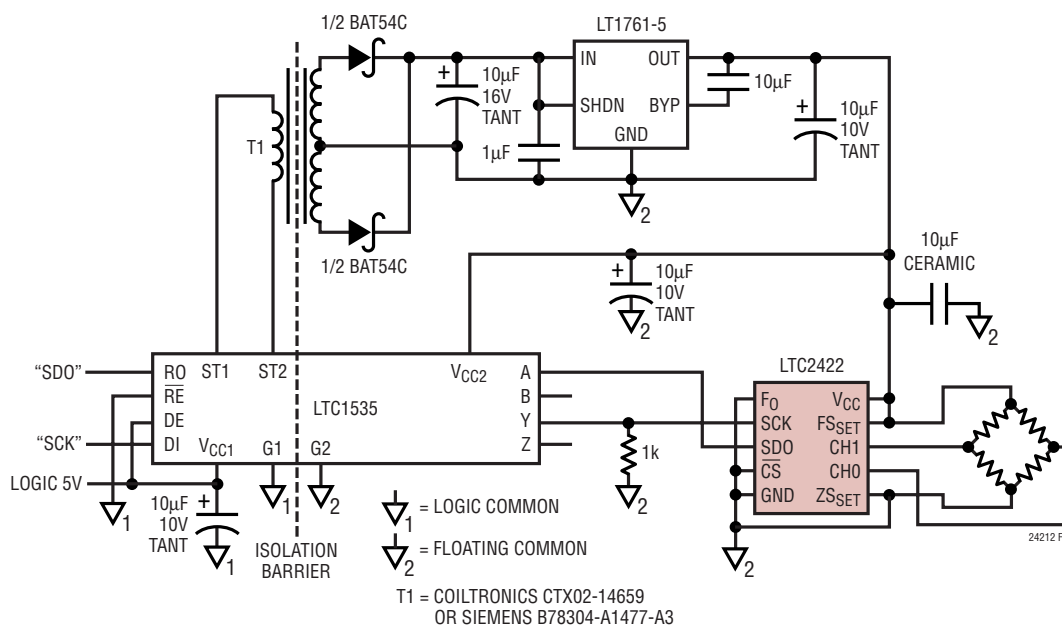 1/2 BAT54C
LT1761-5
IN
OUT
SHDN
BYP
GND
+
10µF
16V
TANT
1µF
10µF
+
10µF
10V
TANT
T1
2
1/2 BAT54C
+
10µF
10V
TANT
2
10µF
CERAMIC
2
"SDO"
"SCK"
LOGIC 5V
RO
RE
DE
DI
ST1
ST2
VCC1
G1
G2
VCC2
LTC1535
A
B
Y
Z
1k
2
LTC2422
FO
SCK
SDO
CS
GND
VCC
FSSET
CH1
CH0
ZSSET
2
1
10µF
10V
TANT
+
1
1
2
ISOLATION
BARRIER
1 = LOGIC COMMON
2 = FLOATING COMMON
T1 = COILTRONICS CTX02-14659
OR SIEMENS B78304-A1477-A3
24212 F